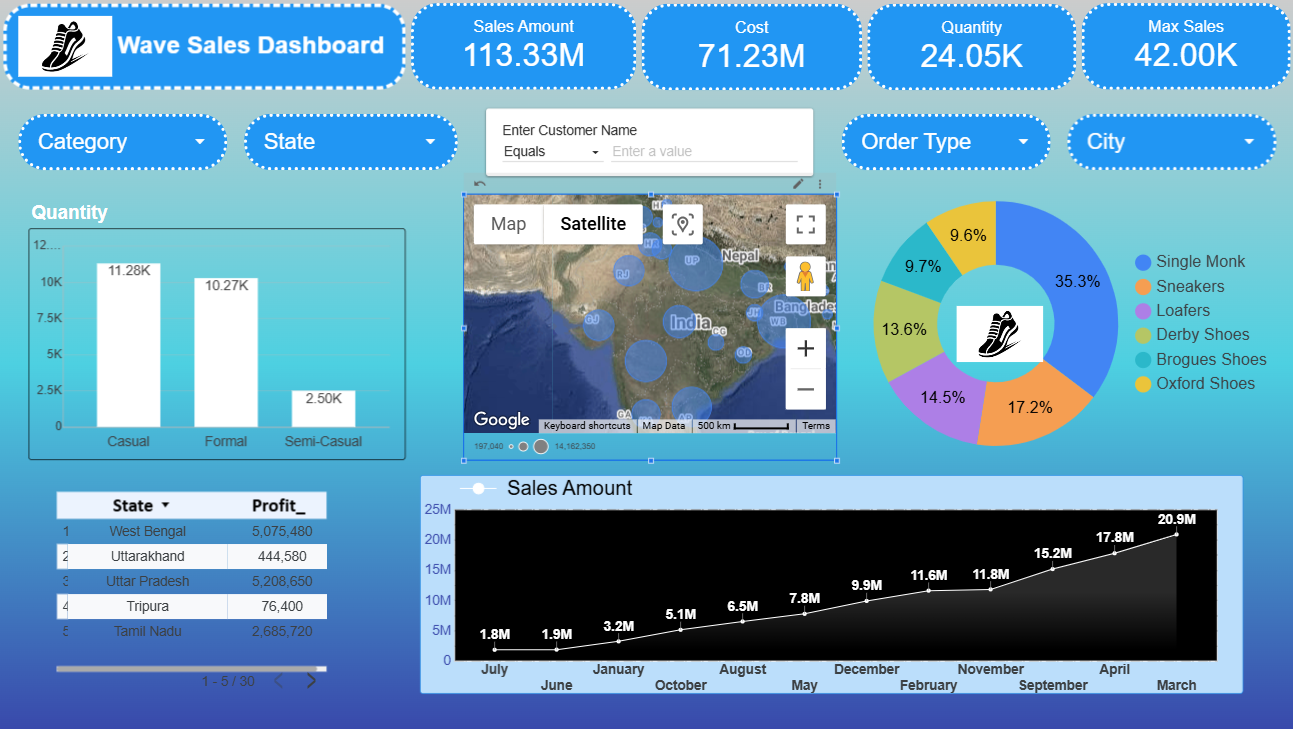 Wave Sales Dashboard
Sales Amount
113.33M
Cost
71.23M
Quantity
24.05K
Max Sales
42.00K
Category
State
Enter Customer Name
Equals
Enter a value
Order Type
City
Quantity
12....
10K
7.5K
5K
2.5K
0
11.28K
10.27K
2.50K
Casual
Formal
Semi-Casual
Map
Satellite
HR
UP
Nepal
RJ
BR
GJ
India
JH
Banglade
WB
CG
OD
GA
AP
Google
Keyboard shortcuts
Map Data
500 km
Terms
197,040
14,162,350
35.3%
17.2%
14.5%
13.6%
9.7%
9.6%
Single Monk
Sneakers
Loafers
Derby Shoes
Brogues Shoes
Oxford Shoes
State Profit_
1 West Bengal 5,075,480
2 Uttarakhand 444,580
3 Uttar Pradesh 5,208,650
4 Tripura 76,400
5 Tamil Nadu 2,685,720
1 - 5 / 30
Sales Amount
25M
20M
15M
10M
5M
0
1.8M
1.9M
3.2M
5.1M
6.5M
7.8M
9.9M
11.6M
11.8M
15.2M
17.8M
20.9M
July
June
January
October
August
May
December
February
November
September
April
March